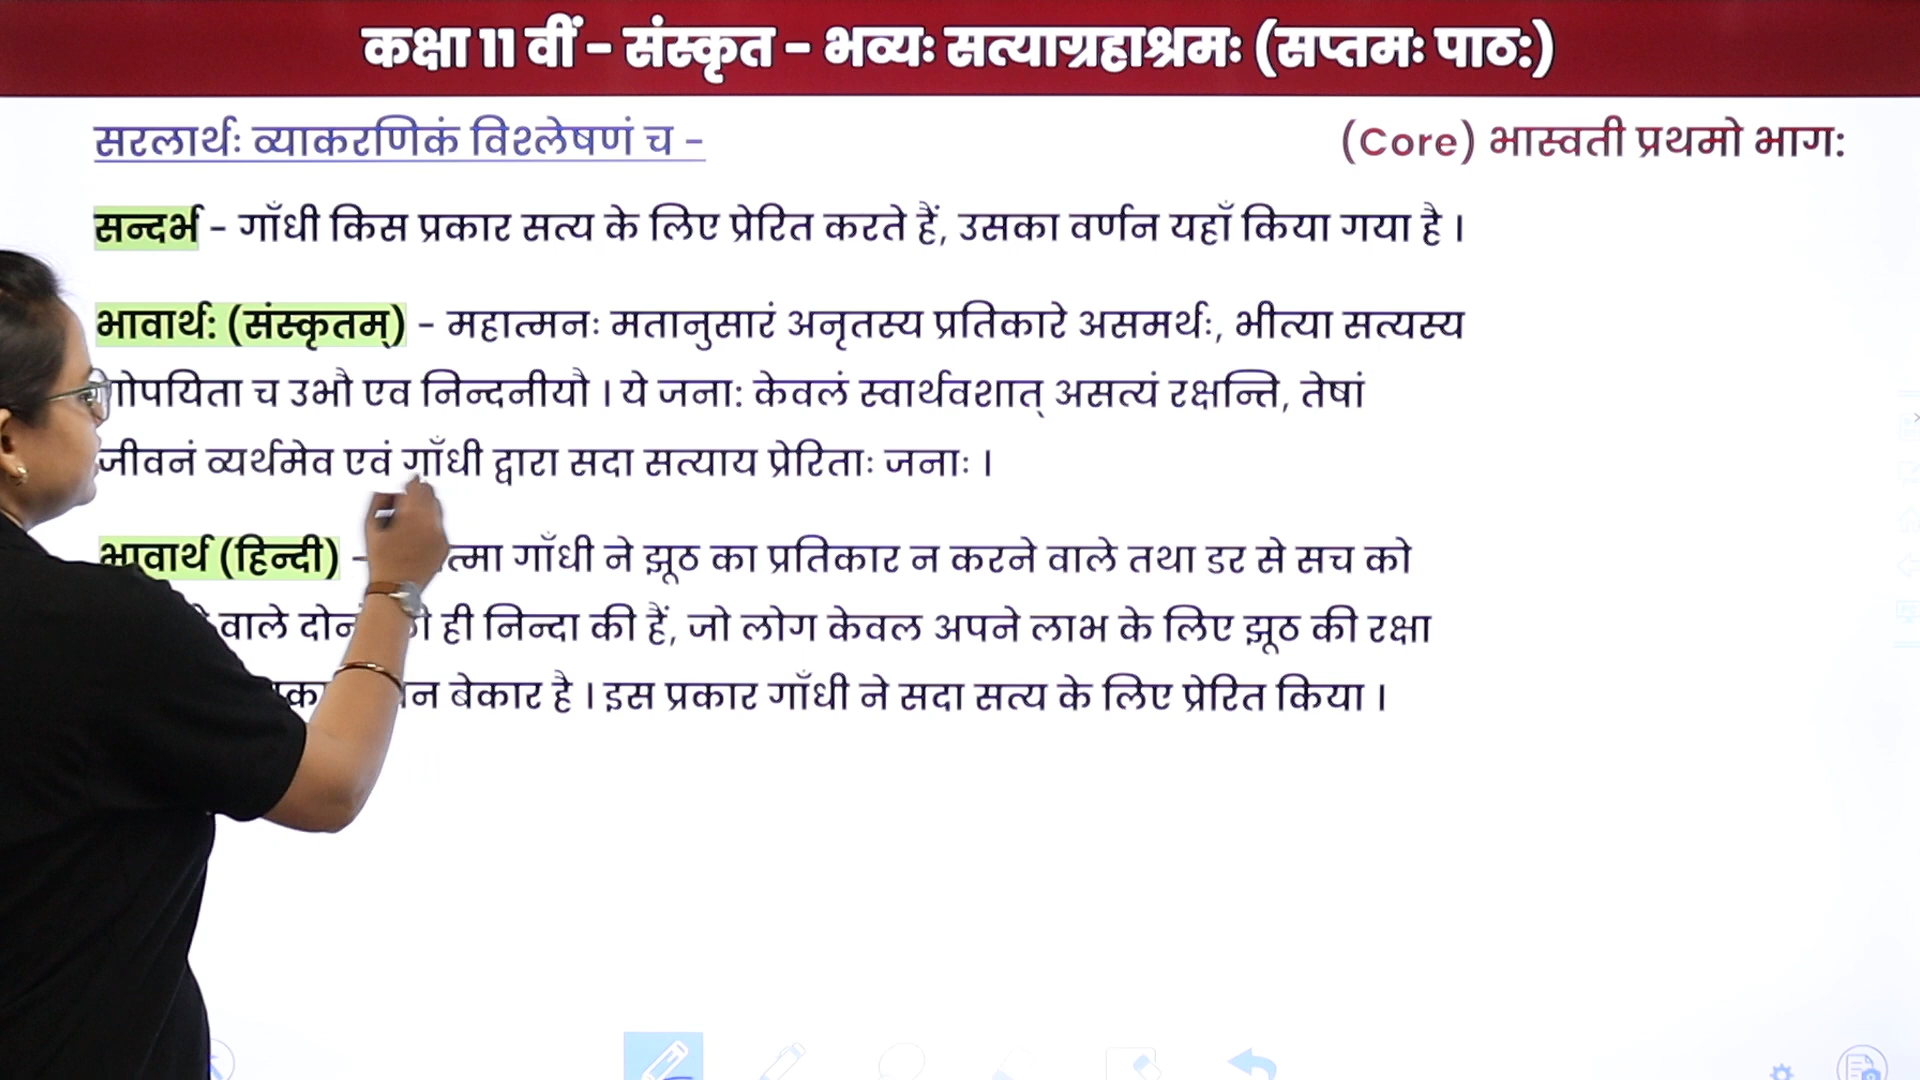 कक्षा 11 वीं - संस्कृत - भव्यः सत्याग्रहाश्रमः (सप्तमः पाठः)
सरलार्थः व्याकरणिकं विश्लेषणं च -
(Core) भास्वती प्रथमो भाग:
सन्दर्भ - गाँधी किस प्रकार सत्य के लिए प्रेरित करते हैं, उसका वर्णन यहाँ किया गया है ।
भावार्थ: (संस्कृतम्) - महात्मनः मतानुसारं अनृतस्य प्रतिकारे असमर्थः, भीत्या सत्यस्य
गोपयिता च उभौ एव निन्दनीयौ । ये जना: केवलं स्वार्थवशात् असत्यं रक्षन्ति, तेषां
जीवनं व्यर्थमेव एवं गाँधी द्वारा सदा सत्याय प्रेरिताः जनाः ।
भावार्थ (हिन्दी) - गाँधी ने झूठ का प्रतिकार न करने वाले तथा डर से सच को
वाले ही निन्दा की हैं, जो लोग केवल अपने लाभ के लिए झूठ की रक्षा
बेकार है । इस प्रकार गाँधी ने सदा सत्य के लिए प्रेरित किया ।